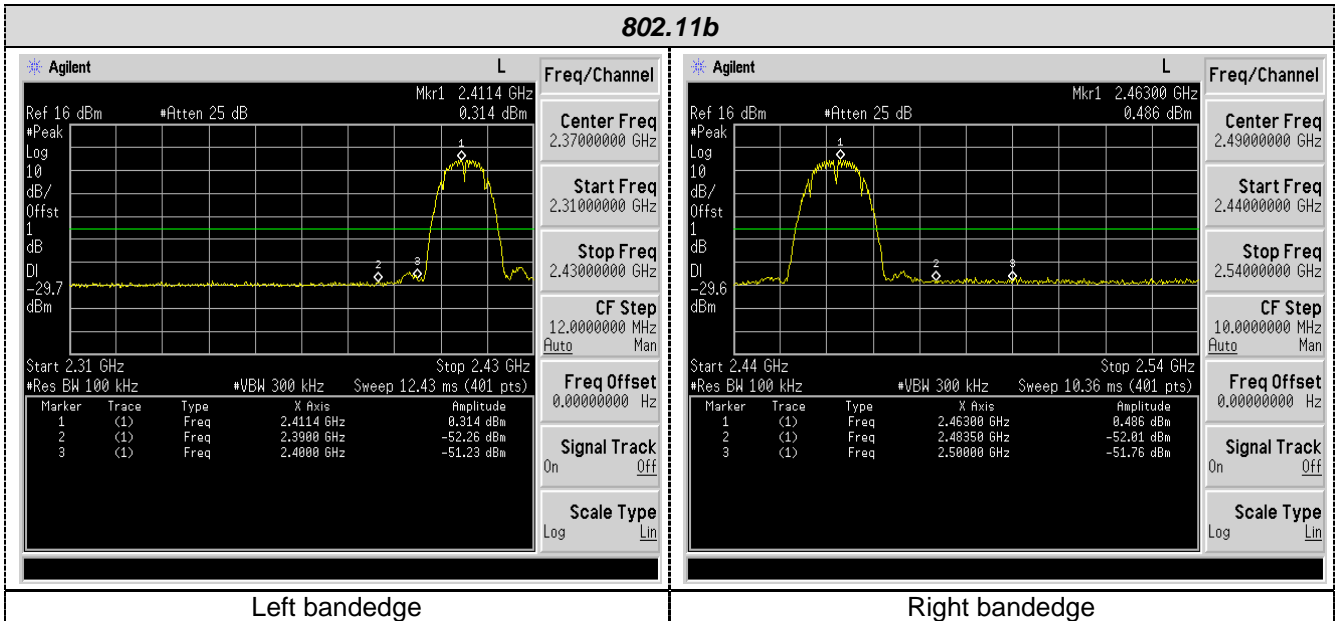 802.11b
Agilent L
Mkr1 2.4114 GHz
Ref 16 dBm #Atten 25 dB 0.314 dBm
#Peak
Log
10
dB/
Offst
1
dB
DI
-29.7
dBm
1
2
3
Start 2.31 GHz Stop 2.43 GHz
#Res BW 100 kHz #VBW 300 kHz Sweep 12.43 ms (401 pts)
Marker Trace Type X Axis Amplitude
1 (1) Freq 2.4114 GHz 0.314 dBm
2 (1) Freq 2.3900 GHz -52.26 dBm
3 (1) Freq 2.4000 GHz -51.23 dBm
Freq/Channel
Center Freq
2.37000000 GHz
Start Freq
2.31000000 GHz
Stop Freq
2.43000000 GHz
CF Step
12.0000000 MHz
Auto Man
Freq Offset
0.00000000 Hz
Signal Track
On Off
Scale Type
Log Lin
Left bandedge
Agilent L
Mkr1 2.46300 GHz
Ref 16 dBm #Atten 25 dB 0.486 dBm
#Peak
Log
10
dB/
Offst
1
dB
DI
-29.6
dBm
1
2
3
Start 2.44 GHz Stop 2.54 GHz
#Res BW 100 kHz #VBW 300 kHz Sweep 10.36 ms (401 pts)
Marker Trace Type X Axis Amplitude
1 (1) Freq 2.46300 GHz 0.486 dBm
2 (1) Freq 2.48350 GHz -52.01 dBm
3 (1) Freq 2.50000 GHz -51.76 dBm
Freq/Channel
Center Freq
2.49000000 GHz
Start Freq
2.44000000 GHz
Stop Freq
2.54000000 GHz
CF Step
10.0000000 MHz
Auto Man
Freq Offset
0.00000000 Hz
Signal Track
On Off
Scale Type
Log Lin
Right bandedge